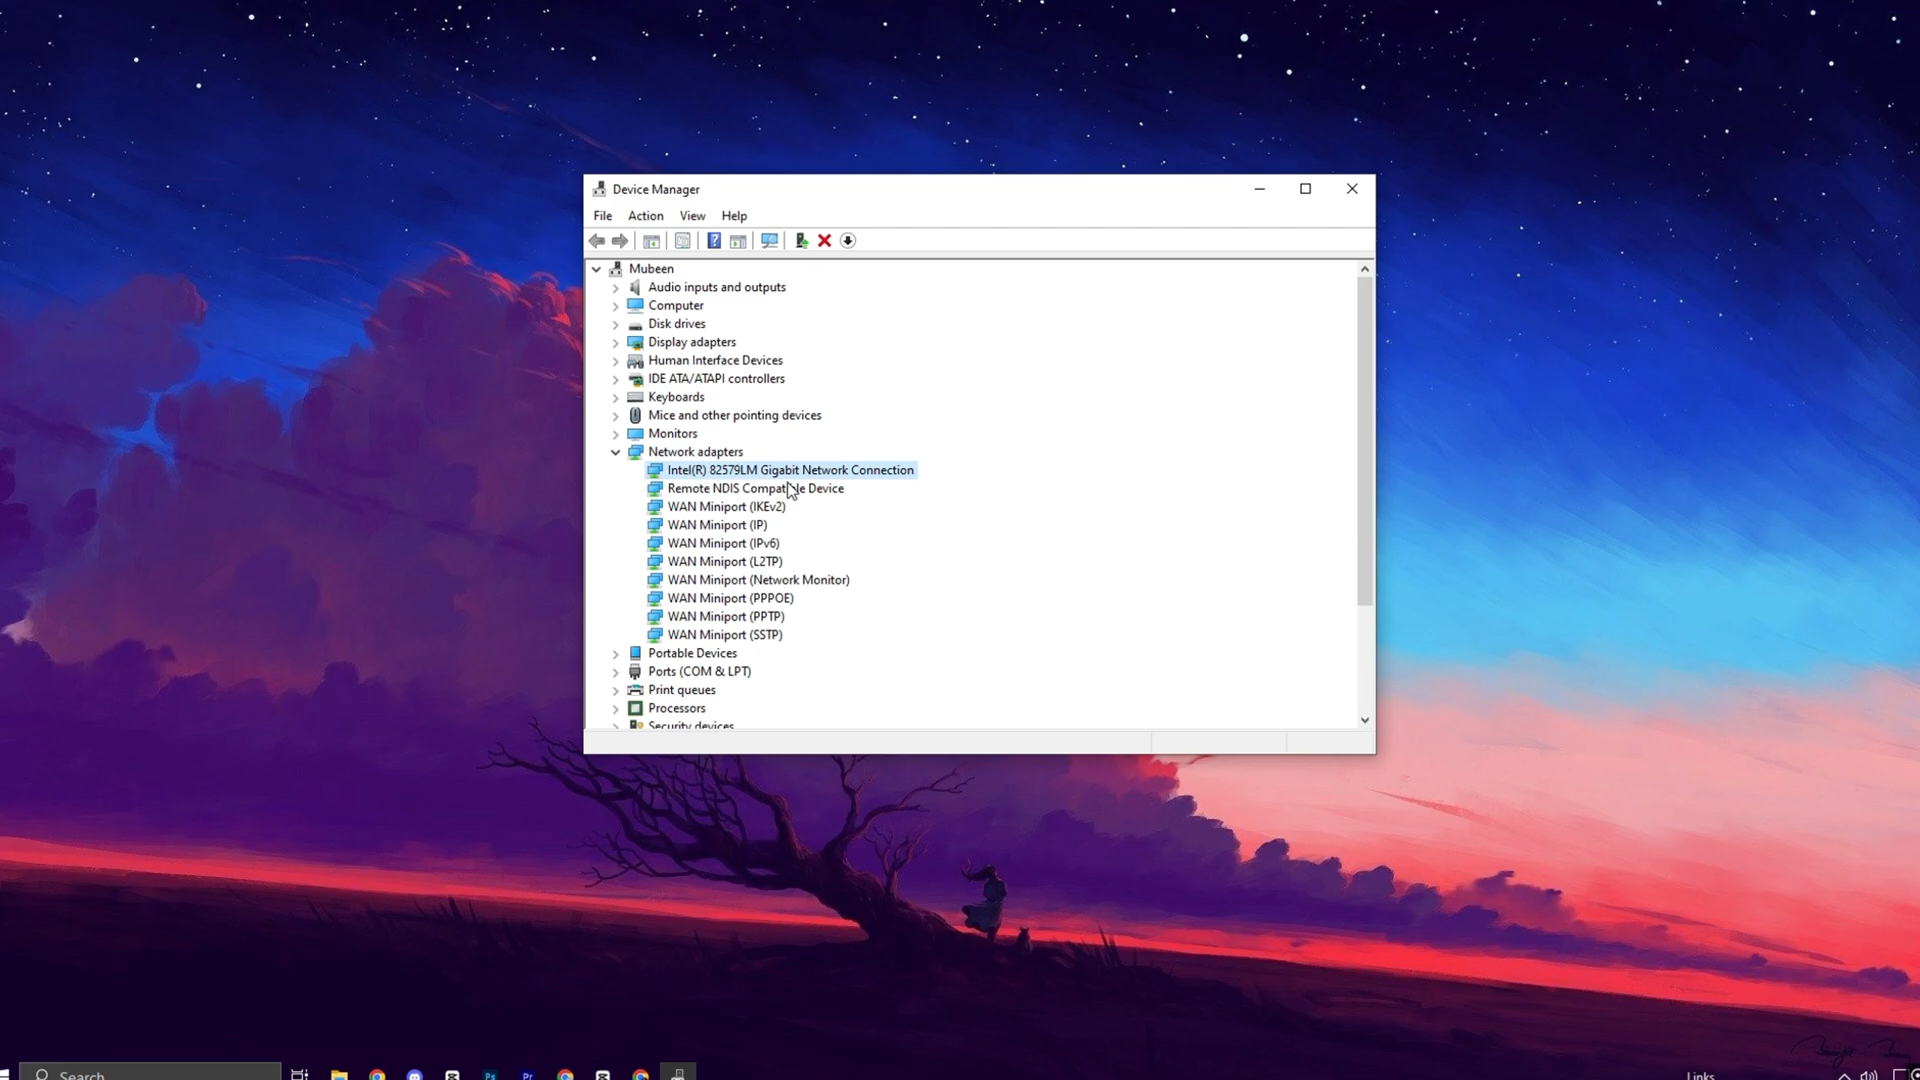 Device Manager
File Action View Help
Mubeen
Audio inputs and outputs
Computer
Disk drives
Display adapters
Human Interface Devices
IDE ATA/ATAPI controllers
Keyboards
Mice and other pointing devices
Monitors
Network adapters
Intel(R) 82579LM Gigabit Network Connection
Remote NDIS Compatible Device
WAN Miniport (IKEv2)
WAN Miniport (IP)
WAN Miniport (IPv6)
WAN Miniport (L2TP)
WAN Miniport (Network Monitor)
WAN Miniport (PPPOE)
WAN Miniport (PPTP)
WAN Miniport (SSTP)
Portable Devices
Ports (COM & LPT)
Print queues
Processors
Security devices
Search
Ps
Pr
Links